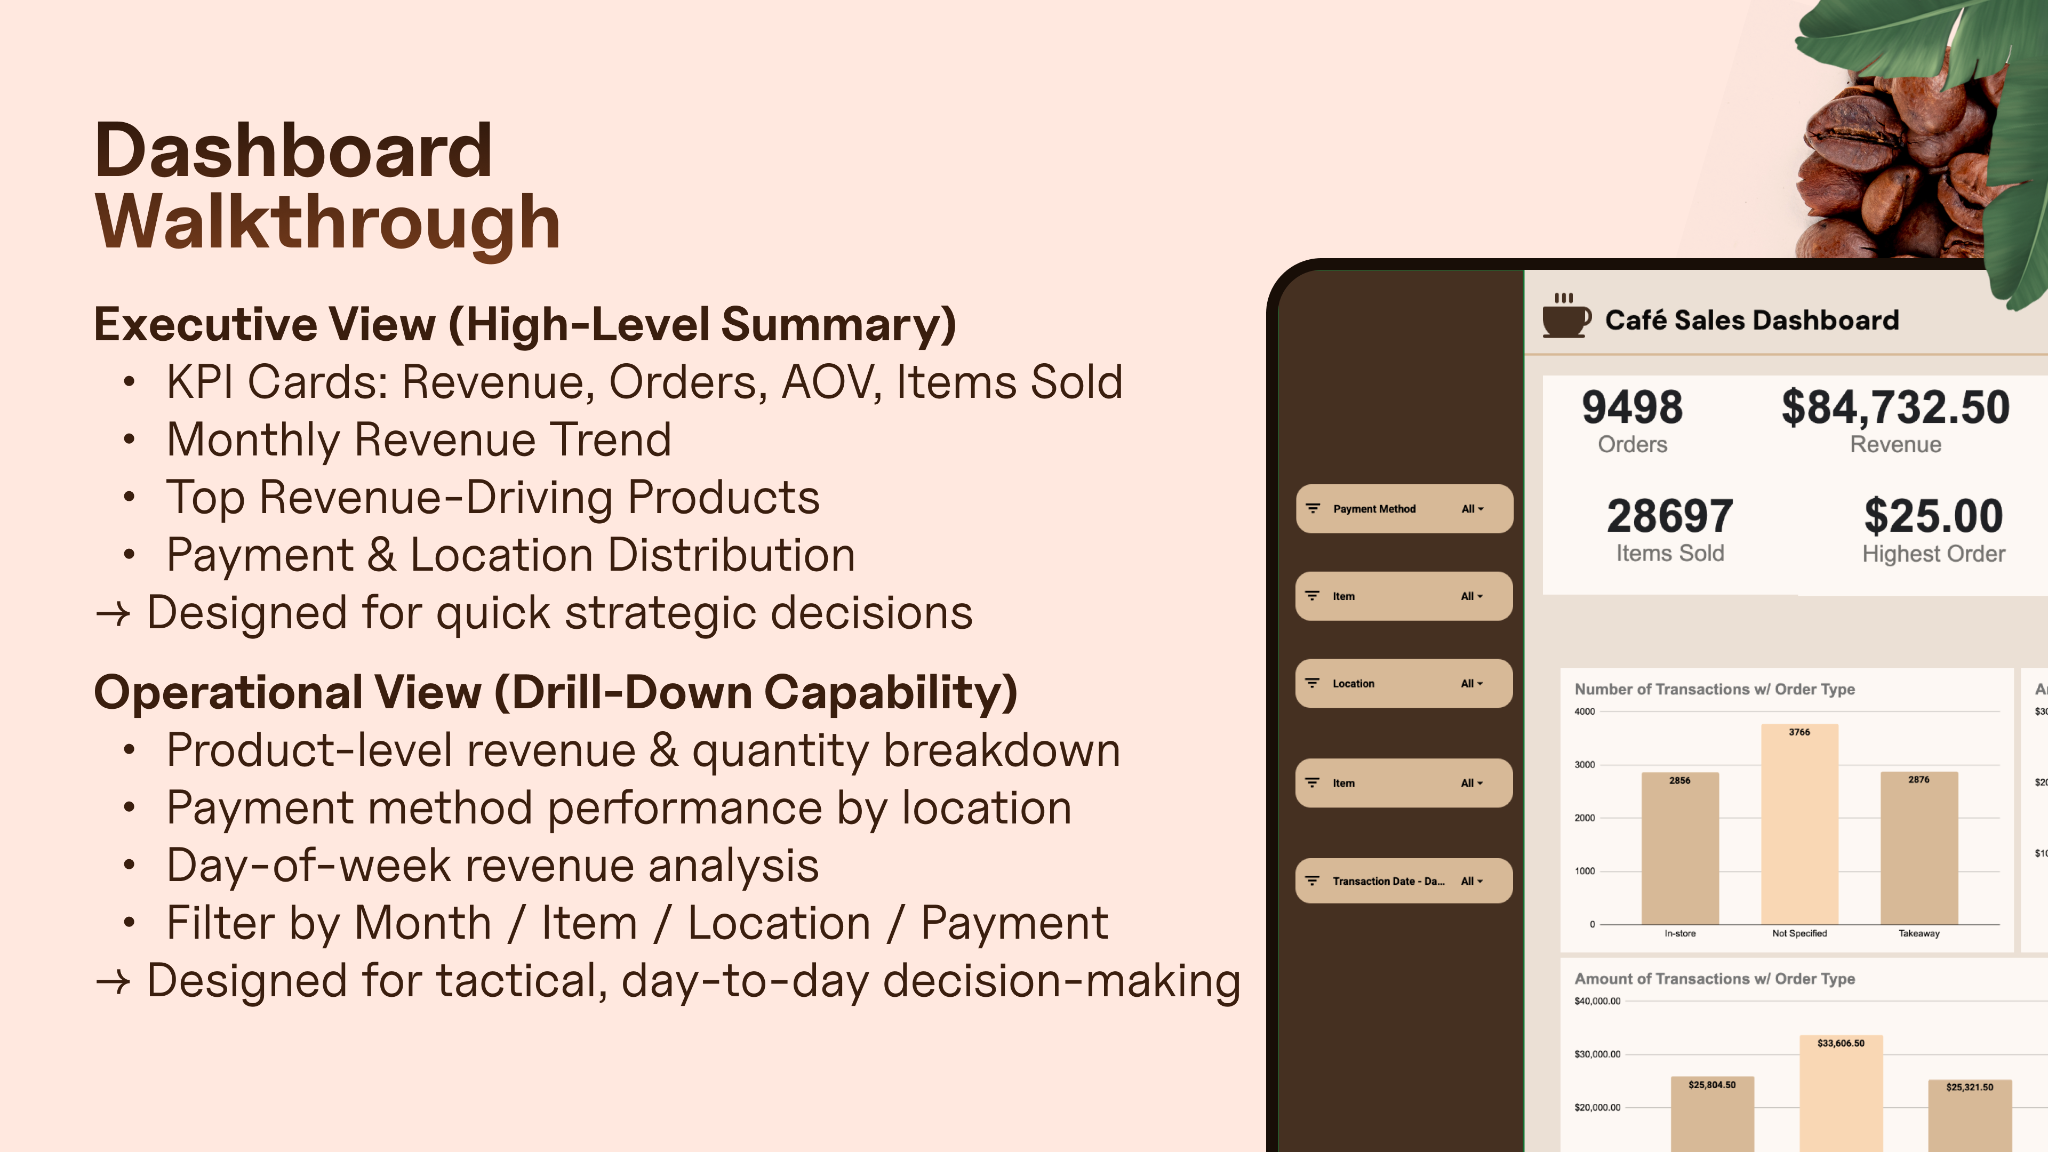 Dashboard
Walkthrough
Executive View (High-Level Summary)
• KPI Cards: Revenue, Orders, AOV, Items Sold
• Monthly Revenue Trend
• Top Revenue-Driving Products
• Payment & Location Distribution
→ Designed for quick strategic decisions
Operational View (Drill-Down Capability)
• Product-level revenue & quantity breakdown
• Payment method performance by location
• Day-of-week revenue analysis
• Filter by Month / Item / Location / Payment
→ Designed for tactical, day-to-day decision-making
Payment Method All
Item All
Location All
Item All
Transaction Date - Da... All
Café Sales Dashboard
9498 $84,732.50
Orders Revenue
28697 $25.00
Items Sold Highest Order
Number of Transactions w/ Order Type
4000
3766
3000
2856 2876
2000
1000
0
In-store Not Specified Takeaway
Amount of Transactions w/ Order Type
$40,000.00
$33,606.50
$30,000.00
$25,804.50 $25,321.50
$20,000.00